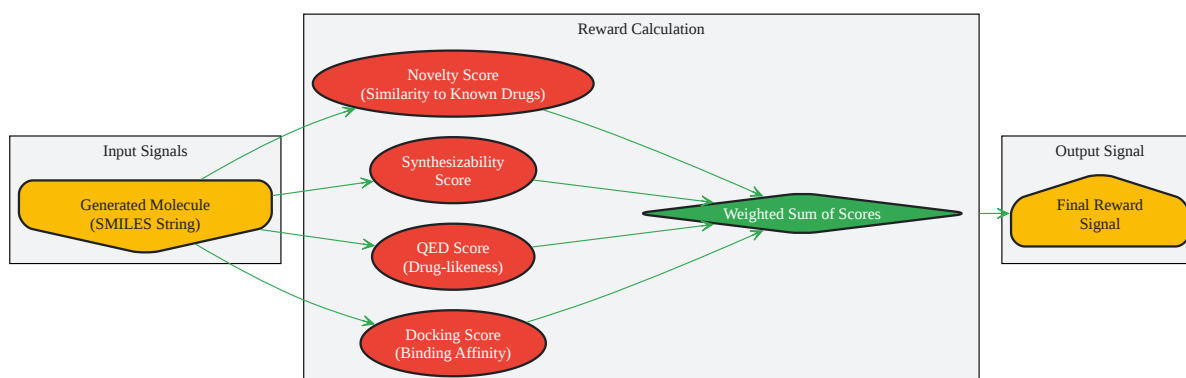 Reward Calculation
Novelty Score
(Similarity to Known Drugs)
Input Signals
Synthesizability
Score
Output Signal
Generated Molecule
(SMILES String)
Weighted Sum of Scores
Final Reward
Signal
QED Score
(Drug-likeness)
Docking Score
(Binding Affinity)